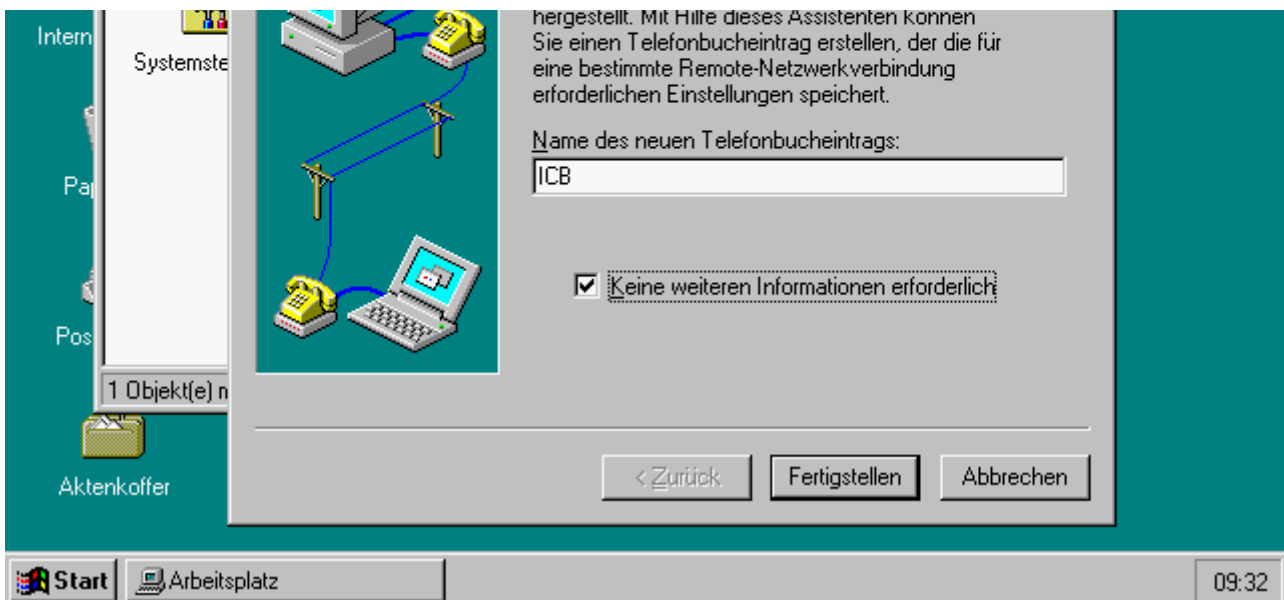 Intern
Systemste
Pa
Pos
1 Objekt(e) n
Aktenkoffer
hergestellt. Mit Hilfe dieses Assistenten können
Sie einen Telefonbucheintrag erstellen, der die für
eine bestimmte Remote-Netzwerkverbindung
erforderlichen Einstellungen speichert.
Name des neuen Telefonbucheintrags:
ICB
Keine weiteren Informationen erforderlich
< Zurück
Fertigstellen
Abbrechen
Start
Arbeitsplatz
09:32